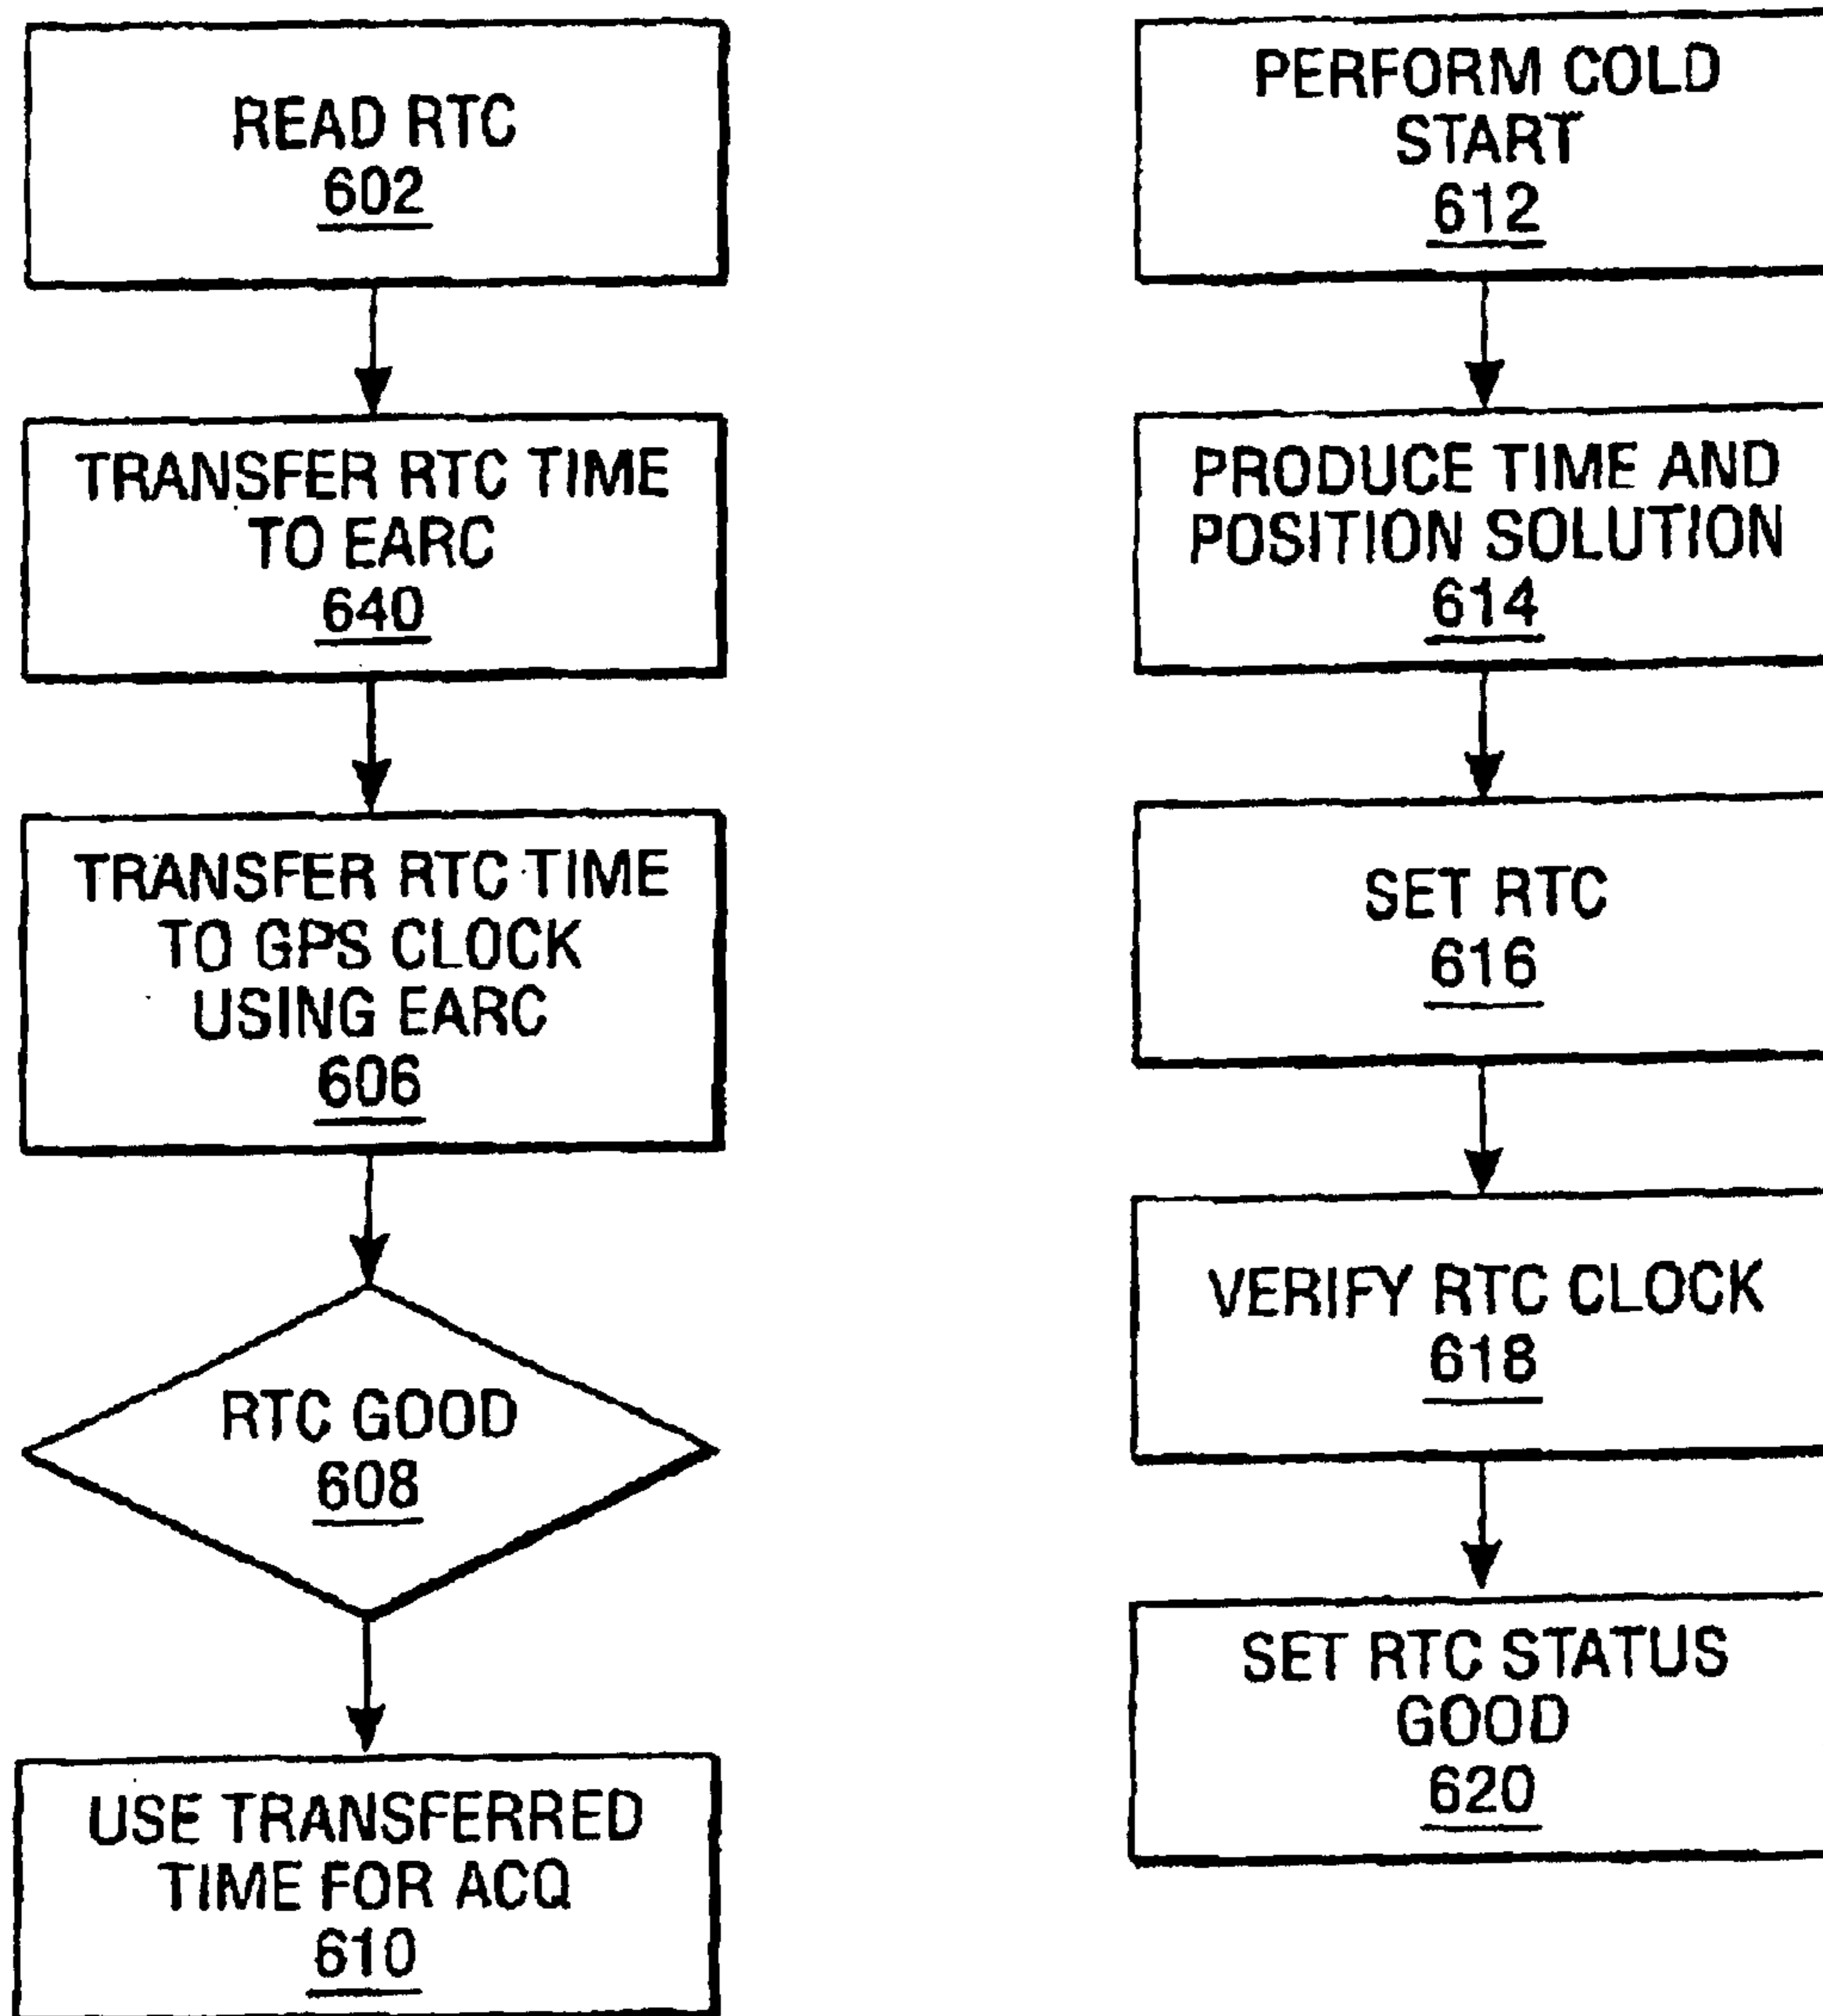 READ RTC
602
TRANSFER RTC TIME
TO EARC
640
TRANSFER RTC TIME
TO GPS CLOCK
USING EARC
606
RTC GOOD
608
USE TRANSFERRED
TIME FOR ACQ
610
PERFORM COLD
START
612
PRODUCE TIME AND
POSITION SOLUTION
614
SET RTC
616
VERIFY RTC CLOCK
618
SET RTC STATUS
GOOD
620